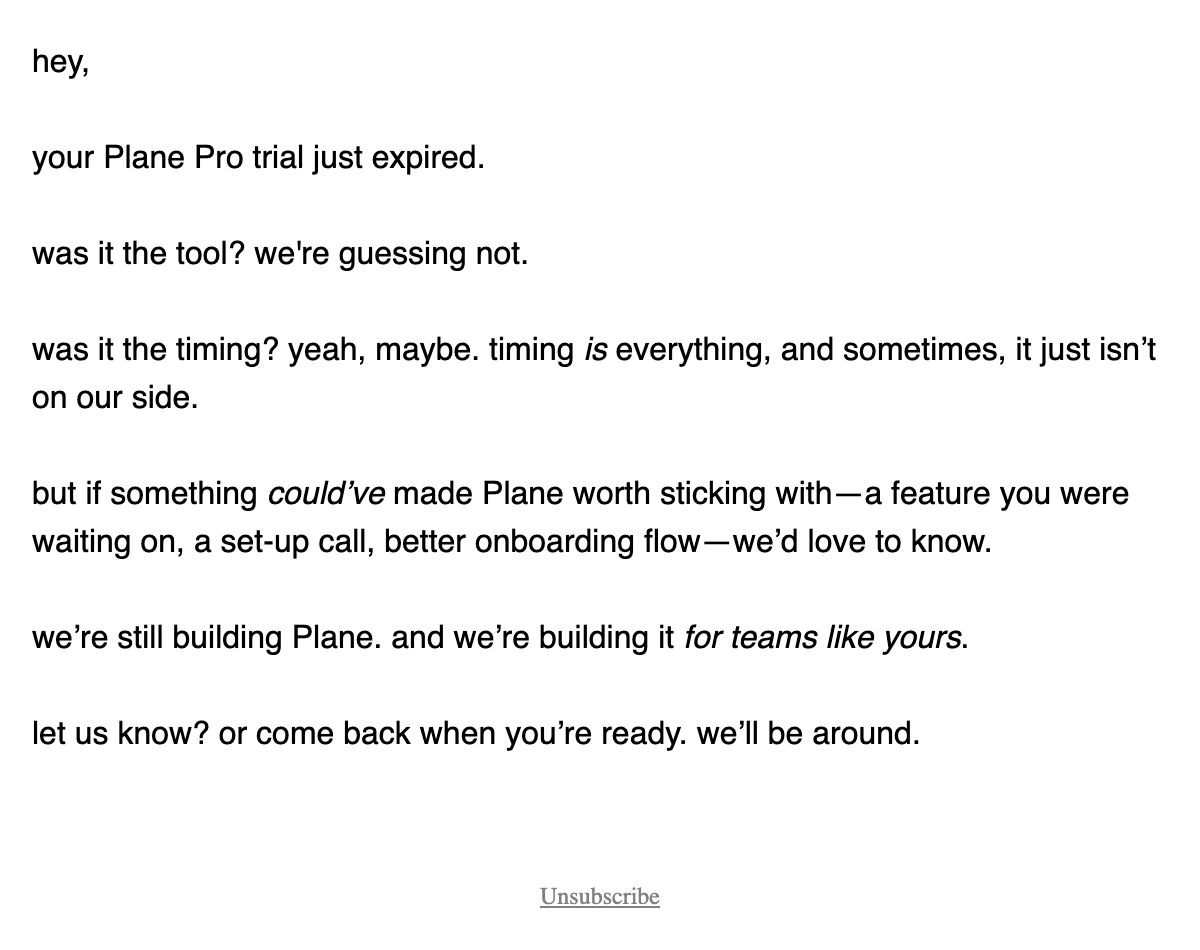 hey,
your Plane Pro trial just expired.
was it the tool? we're guessing not.
was it the timing? yeah, maybe. timing is everything, and sometimes, it just isn’t
on our side.
but if something could’ve made Plane worth sticking with—a feature you were
waiting on, a set-up call, better onboarding flow—we’d love to know.
we’re still building Plane. and we’re building it for teams like yours.
let us know? or come back when you’re ready. we’ll be around.
Unsubscribe